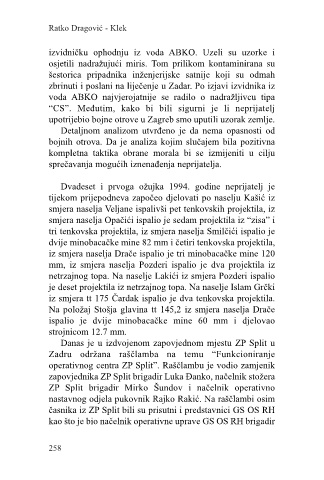 Ratko Dragović - Klek
izvidničku ophodnju iz voda ABKO. Uzeli su uzorke i
osjetili nadražujući miris. Tom prilikom kontaminirana su
šestorica pripadnika inženjerijske satnije koji su odmah
zbrinuti i poslani na liječenje u Zadar. Po izjavi izvidnika iz
voda ABKO najvjerojatnije se radilo o nadražljivcu tipa
“CS”. Međutim, kako bi bili sigurni je li neprijatelj
upotrijebio bojne otrove u Zagreb smo uputili uzorak zemlje.
Detaljnom analizom utvrđeno je da nema opasnosti od
bojnih otrova. Da je analiza kojim slučajem bila pozitivna
kompletna taktika obrane morala bi se izmijeniti u cilju
sprečavanja mogućih iznenađenja neprijatelja.
Dvadeset i prvoga ožujka 1994. godine neprijatelj je
tijekom prijepodneva započeo djelovati po naselju Kašić iz
smjera naselja Veljane ispalivši pet tenkovskih projektila, iz
smjera naselja Opačići ispalio je sedam projektila iz “zisa” i
tri tenkovska projektila, iz smjera naselja Smilčići ispalio je
dvije minobacačke mine 82 mm i četiri tenkovska projektila,
iz smjera naselja Drače ispalio je tri minobacačke mine 120
mm, iz smjera naselja Pozderi ispalio je dva projektila iz
netrzajnog topa. Na naselje Lakići iz smjera Pozderi ispalio
je deset projektila iz netrzajnog topa. Na naselje Islam Grčki
iz smjera tt 175 Čardak ispalio je dva tenkovska projektila.
Na položaj Stošija glavica tt 145,2 iz smjera naselja Drače
ispalio je dvije minobacačke mine 60 mm i djelovao
strojnicom 12.7 mm.
Danas je u izdvojenom zapovjednom mjestu ZP Split u
Zadru održana raščlamba na temu “Funkcioniranje
operativnog centra ZP Split”. Raščlambu je vodio zamjenik
zapovjednika ZP Split brigadir Luka Đanko, načelnik stožera
ZP Split brigadir Mirko Šundov i načelnik operativno
nastavnog odjela pukovnik Rajko Rakić. Na raščlambi osim
časnika iz ZP Split bili su prisutni i predstavnici GS OS RH
kao što je bio načelnik operativne uprave GS OS RH brigadir
258